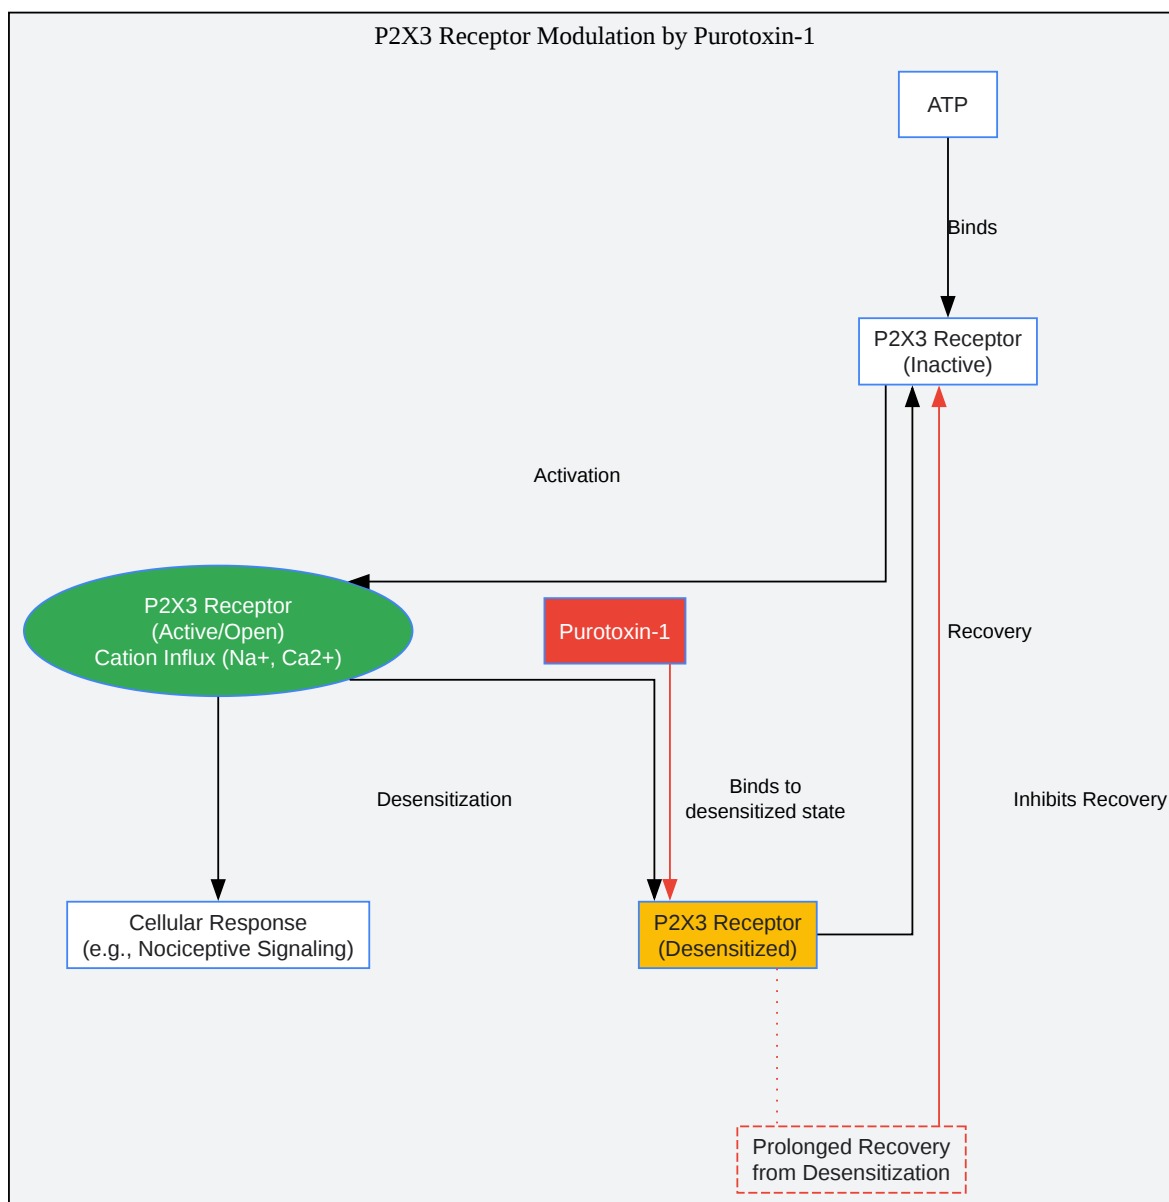 P2X3 Receptor Modulation by Purotoxin-1
ATP
Binds
P2X3 Receptor
(Inactive)
Activation
P2X3 Receptor
(Active/Open)
Cation Influx (Na+, Ca2+)
Purotoxin-1
Recovery
Desensitization
Binds to
desensitized state
Inhibits Recovery
Cellular Response
(e.g., Nociceptive Signaling)
P2X3 Receptor
(Desensitized)
Prolonged Recovery
from Desensitization